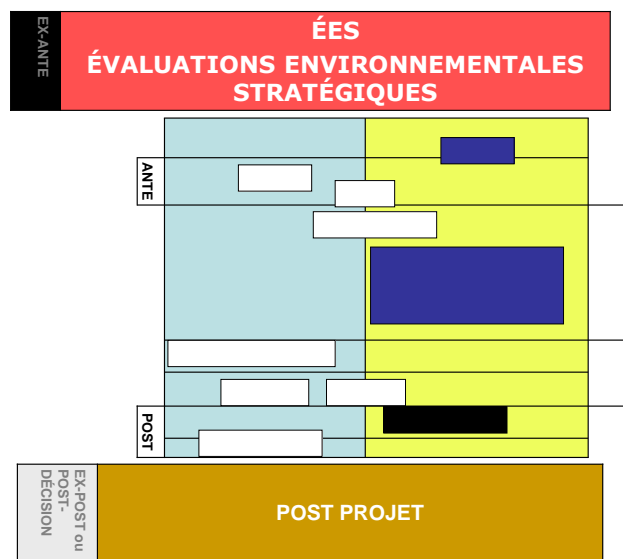 EX-ANTE
ÉES
ÉVALUATIONS ENVIRONNEMENTALES
STRATÉGIQUES
ANTE
POST
EX-POST ou
POST-
DÉCISION
POST PROJET